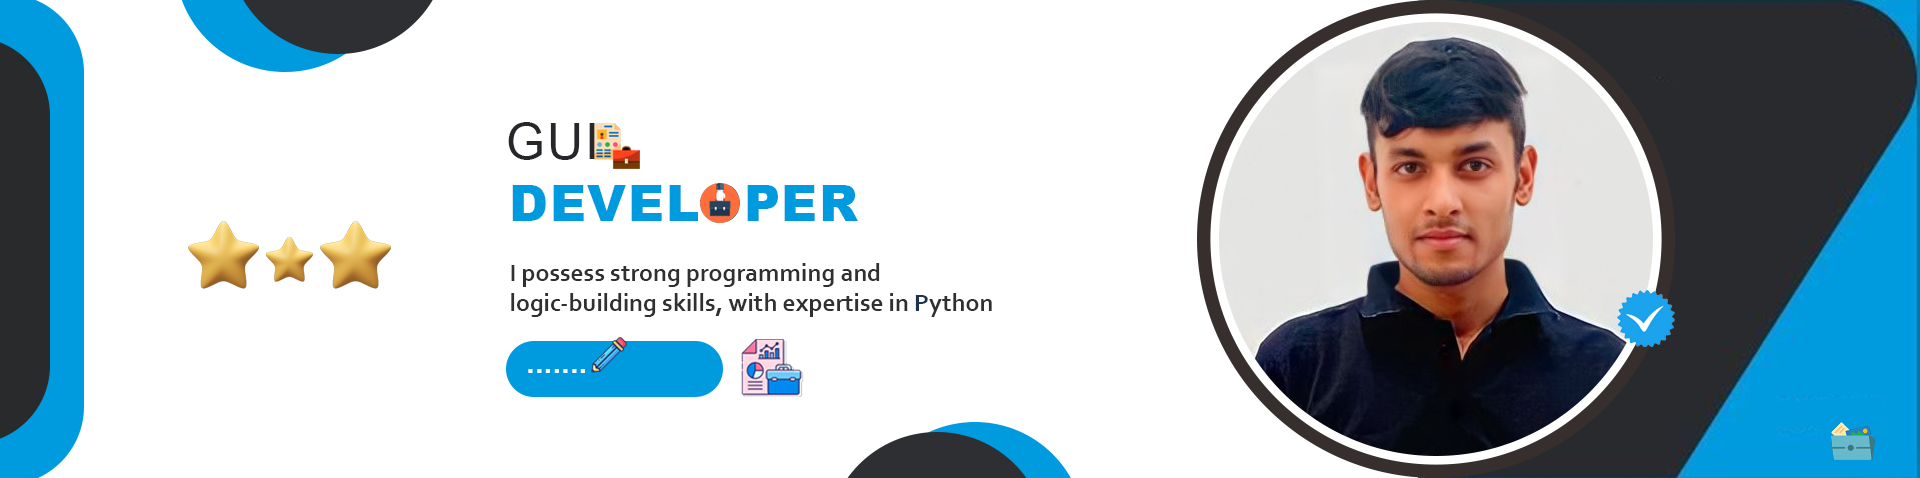 GUI
DEVELOPER
I possess strong programming and
logic-building skills, with expertise in Python
.......